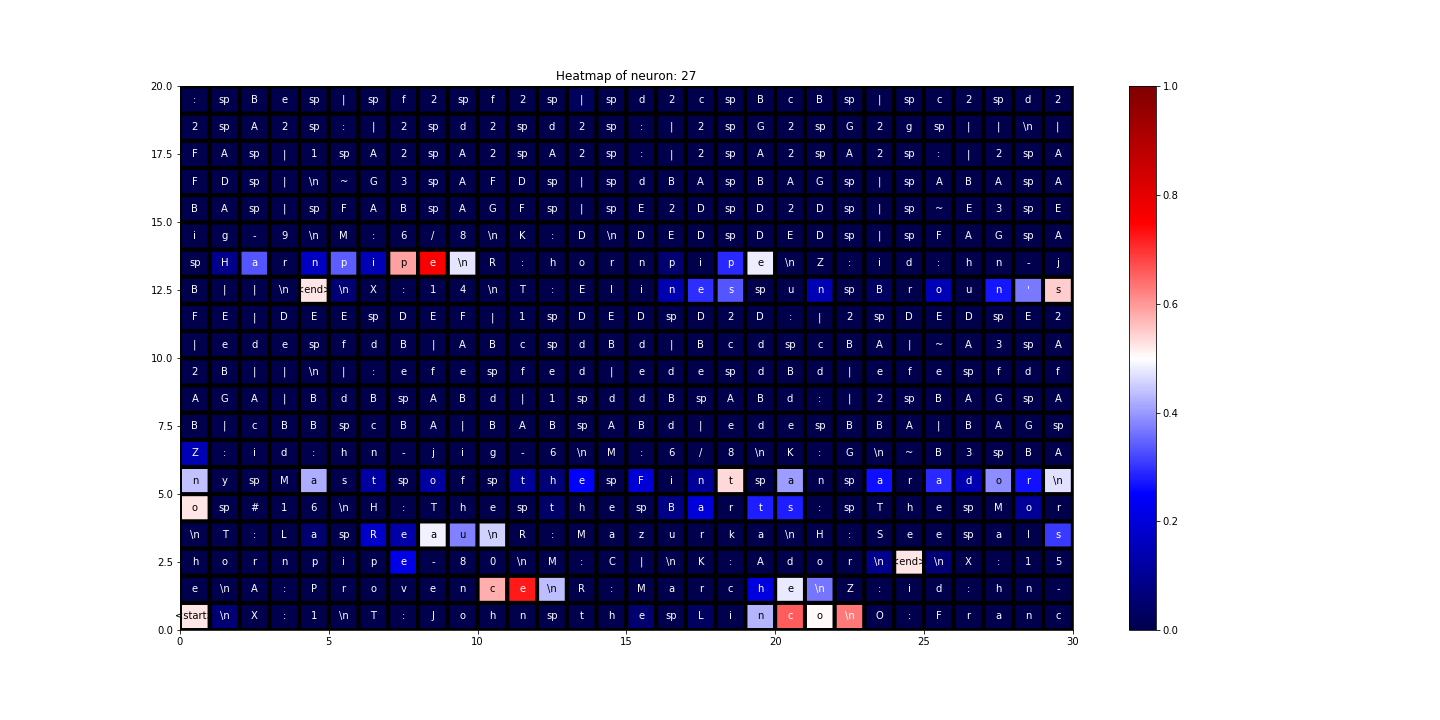 Heatmap of neuron: 27
20.0
17.5
15.0
12.5
10.0
7.5
5.0
2.5
0.0
: sp B e sp | sp f 2 sp f 2 sp | sp d 2 c sp B c B sp | sp c 2 sp d 2
2 sp A 2 sp : | 2 sp d 2 sp d 2 sp : | 2 sp G 2 sp G 2 g sp | | \n |
F A sp | 1 sp A 2 sp A 2 sp A 2 sp : | 2 sp A 2 sp A 2 sp : | 2 sp A
F D sp | \n ~ G 3 sp A F D sp | sp d B A sp B A G sp | sp A B A sp A
B A sp | sp F A B sp A G F sp | sp E 2 D sp D 2 D sp | sp ~ E 3 sp E
i g - 9 \n M : 6 / 8 \n K : D \n D E D sp D E D sp | sp F A G sp A
sp H a r n p i p e \n R : h o r n p i p e \n Z : i d : h n - j
B | | \n <end> \n X : 1 4 \n T : E l i n e s sp u n sp B r o u n ' s
F E | D E E sp D E F | 1 sp D E D sp D 2 D : | 2 sp D E D sp E 2
| e d e sp f d B | A B c sp d B d | B c d sp c B A | ~ A 3 sp A
2 B | | \n | : e f e sp f e d | e d e sp d B d | e f e sp f d f
A G A | B d B sp A B d | 1 sp d d B sp A B d : | 2 sp B A G sp A
B | c B B sp c B A | B A B sp A B d | e d e sp B B A | B A G sp
Z : i d : h n - j i g - 6 \n M : 6 / 8 \n K : G \n ~ B 3 sp B A
n y sp M a s t sp o f sp t h e sp F i n t sp a n sp a r a d o r \n
o sp # 1 6 \n H : T h e sp t h e sp B a r t s : sp T h e sp M o r
\n T : L a sp R e a u \n R : M a z u r k a \n H : S e e sp a l s
h o r n p i p e - 8 0 \n M : C | \n K : A d o r \n <end> \n X : 1 5
e \n A : P r o v e n c e \n R : M a r c h e \n Z : i d : h n -
<start \n X : 1 \n T : J o h n sp t h e sp L i n c o \n O : F r a n c
0 5 10 15 20 25 30
1.0
0.8
0.6
0.4
0.2
0.0